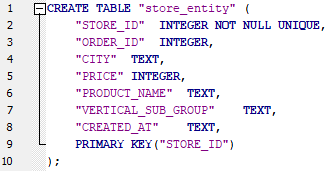 1 CREATE TABLE "store_entity" (
2 "STORE_ID" INTEGER NOT NULL UNIQUE,
3 "ORDER_ID" INTEGER,
4 "CITY" TEXT,
5 "PRICE" INTEGER,
6 "PRODUCT_NAME" TEXT,
7 "VERTICAL_SUB_GROUP" TEXT,
8 "CREATED_AT" TEXT,
9 PRIMARY KEY("STORE_ID")
10 );